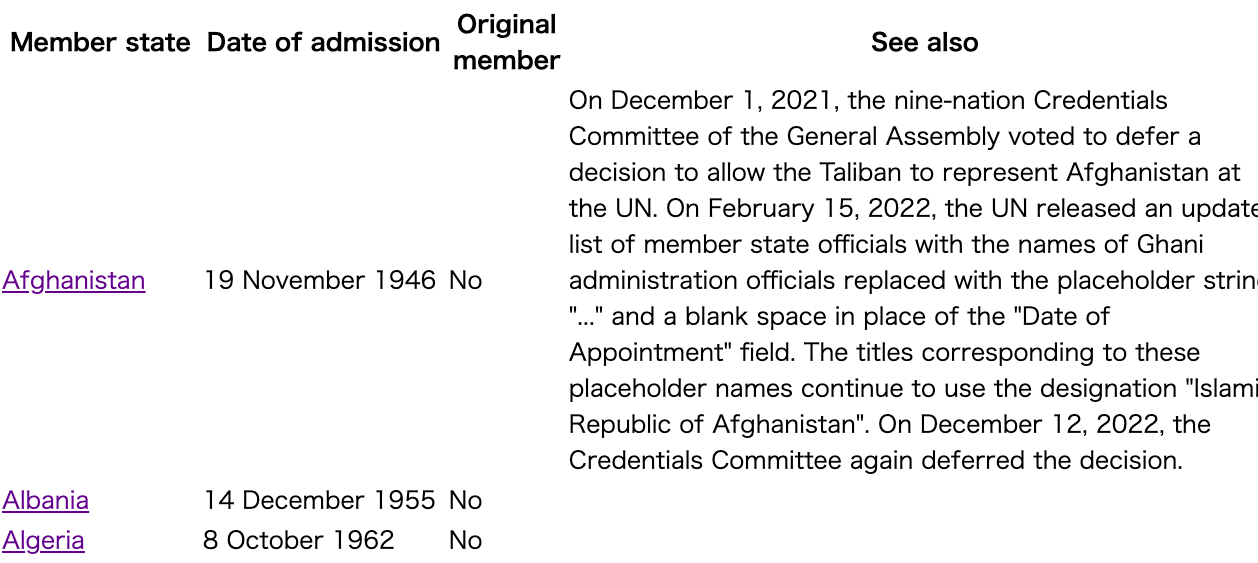 Member state Date of admission Original member See also
On December 1, 2021, the nine-nation Credentials
Committee of the General Assembly voted to defer a
decision to allow the Taliban to represent Afghanistan at
the UN. On February 15, 2022, the UN released an update
list of member state officials with the names of Ghani
Afghanistan 19 November 1946 No administration officials replaced with the placeholder strin
"..." and a blank space in place of the "Date of
Appointment" field. The titles corresponding to these
placeholder names continue to use the designation "Islami
Republic of Afghanistan". On December 12, 2022, the
Credentials Committee again deferred the decision.
Albania 14 December 1955 No
Algeria 8 October 1962 No